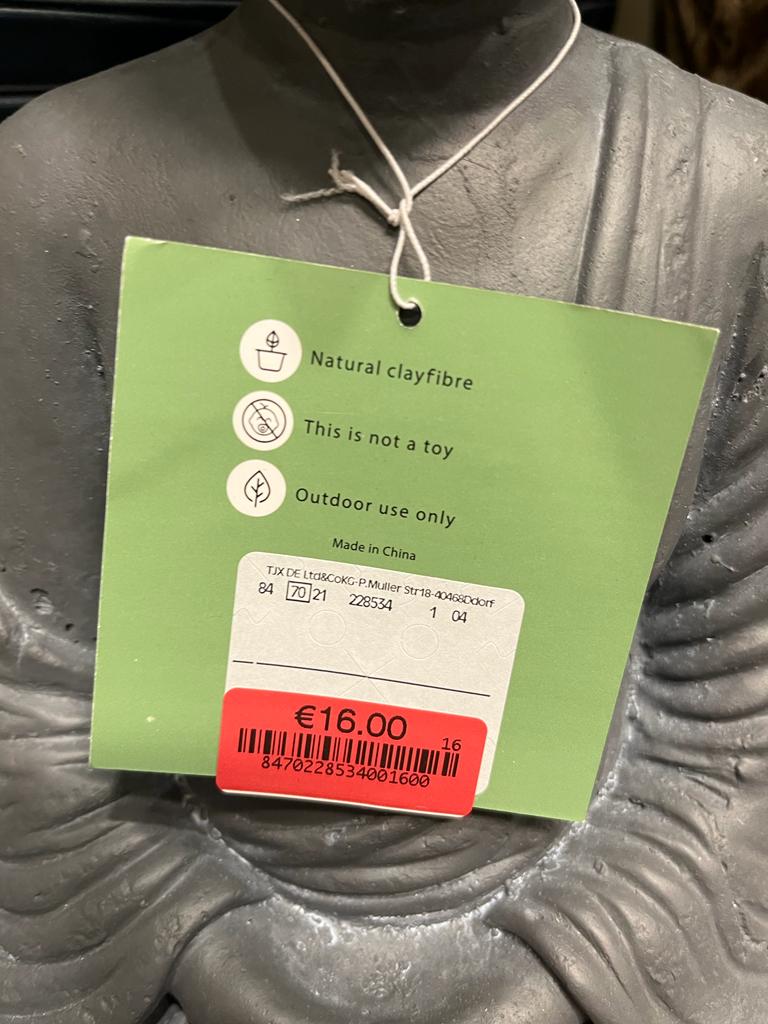 Natural clayfibre
This is not a toy
Outdoor use only
Made in China
TJX DE Ltd&CoKG-P.Muller Str18-40468Ddorf
84 70 21 228534 1 04
€16.00
16
8470228534001600